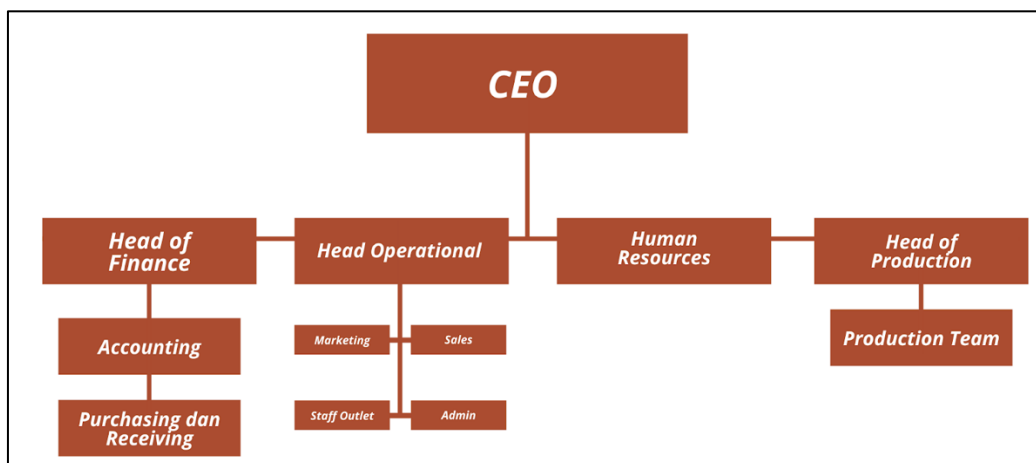 CEO
Head of
Finance
Head Operational
Human
Resources
Head of
Production
Accounting
Marketing
Sales
Production Team
Purchasing dan
Receiving
Staff Outlet
Admin